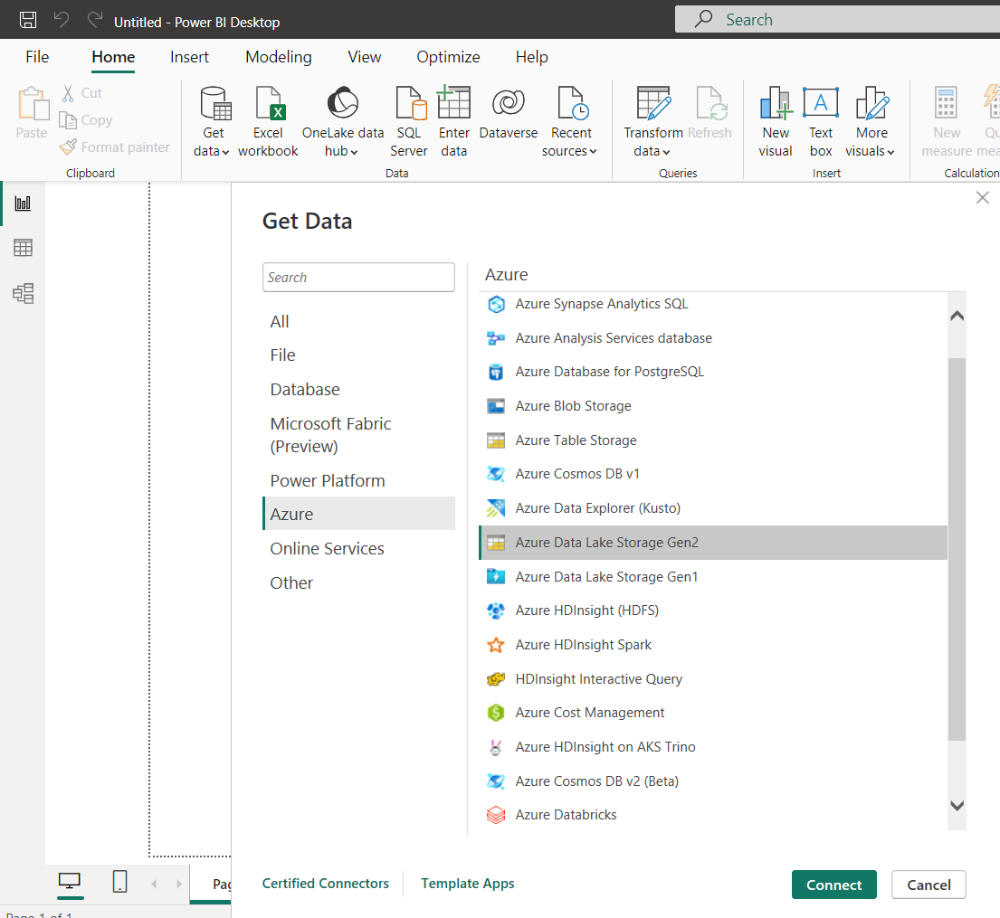 Untitled - Power BI Desktop
Search
File
Home
Insert
Modeling
View
Optimize
Help
Paste
Cut
Copy
Format painter
Clipboard
Get
data
Excel
workbook
OneLake data
hub
SQL
Server
Enter
data
Dataverse
Recent
sources
Data
Transform
data
Refresh
Queries
New
visual
Text
box
More
visuals
Insert
New
measure
Calculation
Get Data
Search
All
File
Database
Microsoft Fabric
(Preview)
Power Platform
Azure
Online Services
Other
Azure
Azure Synapse Analytics SQL
Azure Analysis Services database
Azure Database for PostgreSQL
Azure Blob Storage
Azure Table Storage
Azure Cosmos DB v1
Azure Data Explorer (Kusto)
Azure Data Lake Storage Gen2
Azure Data Lake Storage Gen1
Azure HDInsight (HDFS)
Azure HDInsight Spark
HDInsight Interactive Query
Azure Cost Management
Azure HDInsight on AKS Trino
Azure Cosmos DB v2 (Beta)
Azure Databricks
Certified Connectors
Template Apps
Connect
Cancel
Pag
Page 1 of 1